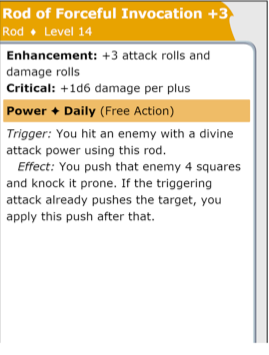 Rod of Forceful Invocation +3
Rod ♦ Level 14
Enhancement: +3 attack rolls and
damage rolls
Critical: +1d6 damage per plus
Power ✦ Daily (Free Action)
Trigger: You hit an enemy with a divine
attack power using this rod.
Effect: You push that enemy 4 squares
and knock it prone. If the triggering
attack already pushes the target, you
apply this push after that.